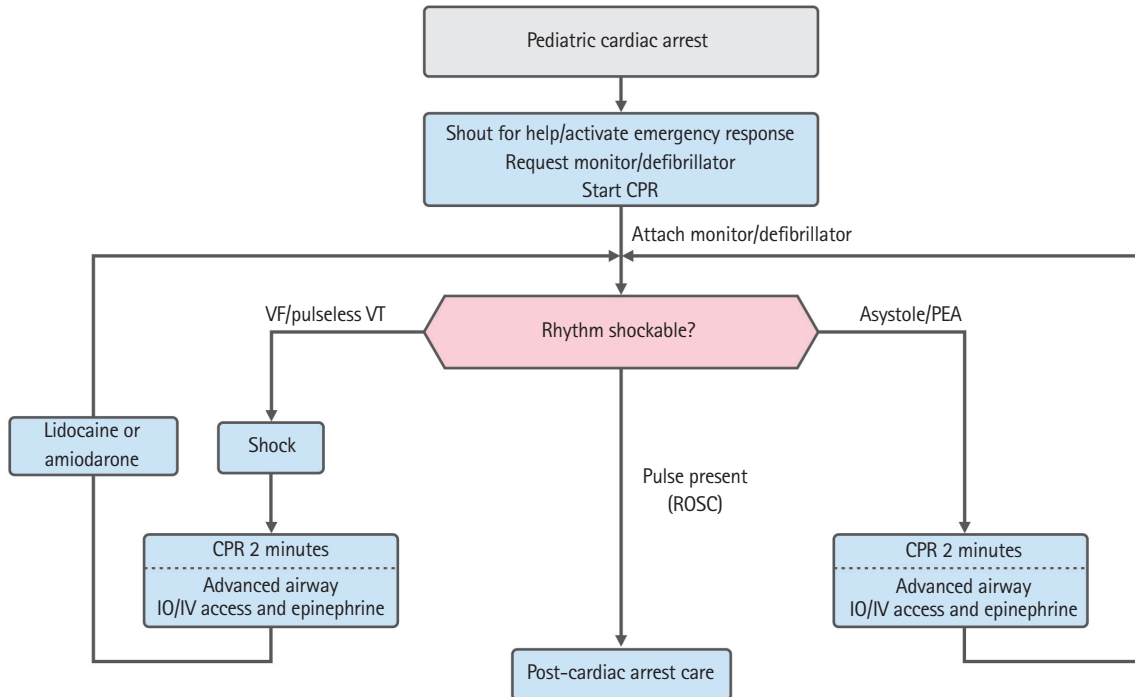 Pediatric cardiac arrest
Shout for help/activate emergency response
Request monitor/defibrillator
Start CPR
Attach monitor/defibrillator
VF/pulseless VT
Rhythm shockable?
Asystole/PEA
Lidocaine or
amiodarone
Shock
Pulse present
(ROSC)
CPR 2 minutes
Advanced airway
IO/IV access and epinephrine
CPR 2 minutes
Advanced airway
IO/IV access and epinephrine
Post-cardiac arrest care